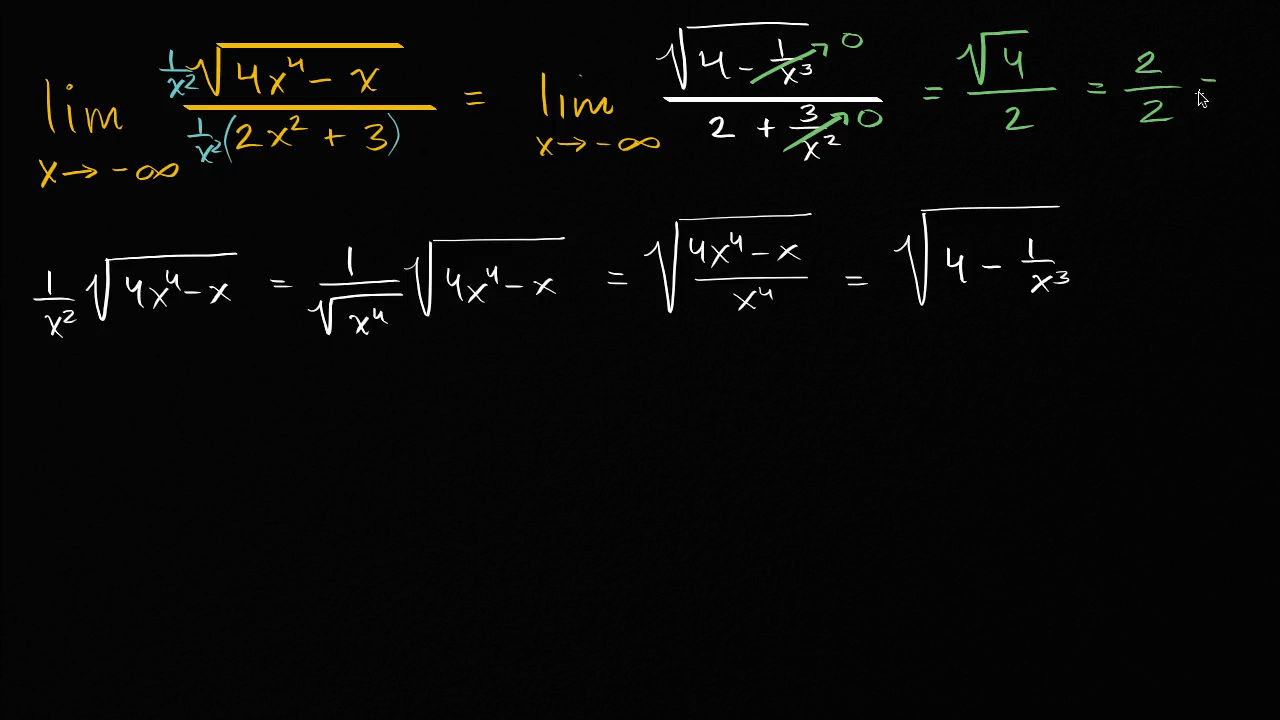 lim x→-∞ 1/x² √(4x⁴ - x) / 1/x² (2x² + 3) = lim x→-∞ √(4 - 1/x³ → 0) / (2 + 3/x² → 0) = √4 / 2 = 2/2 =
1/x² √(4x⁴ - x) = 1/√(x⁴) √(4x⁴ - x) = √((4x⁴ - x)/x⁴) = √(4 - 1/x³)